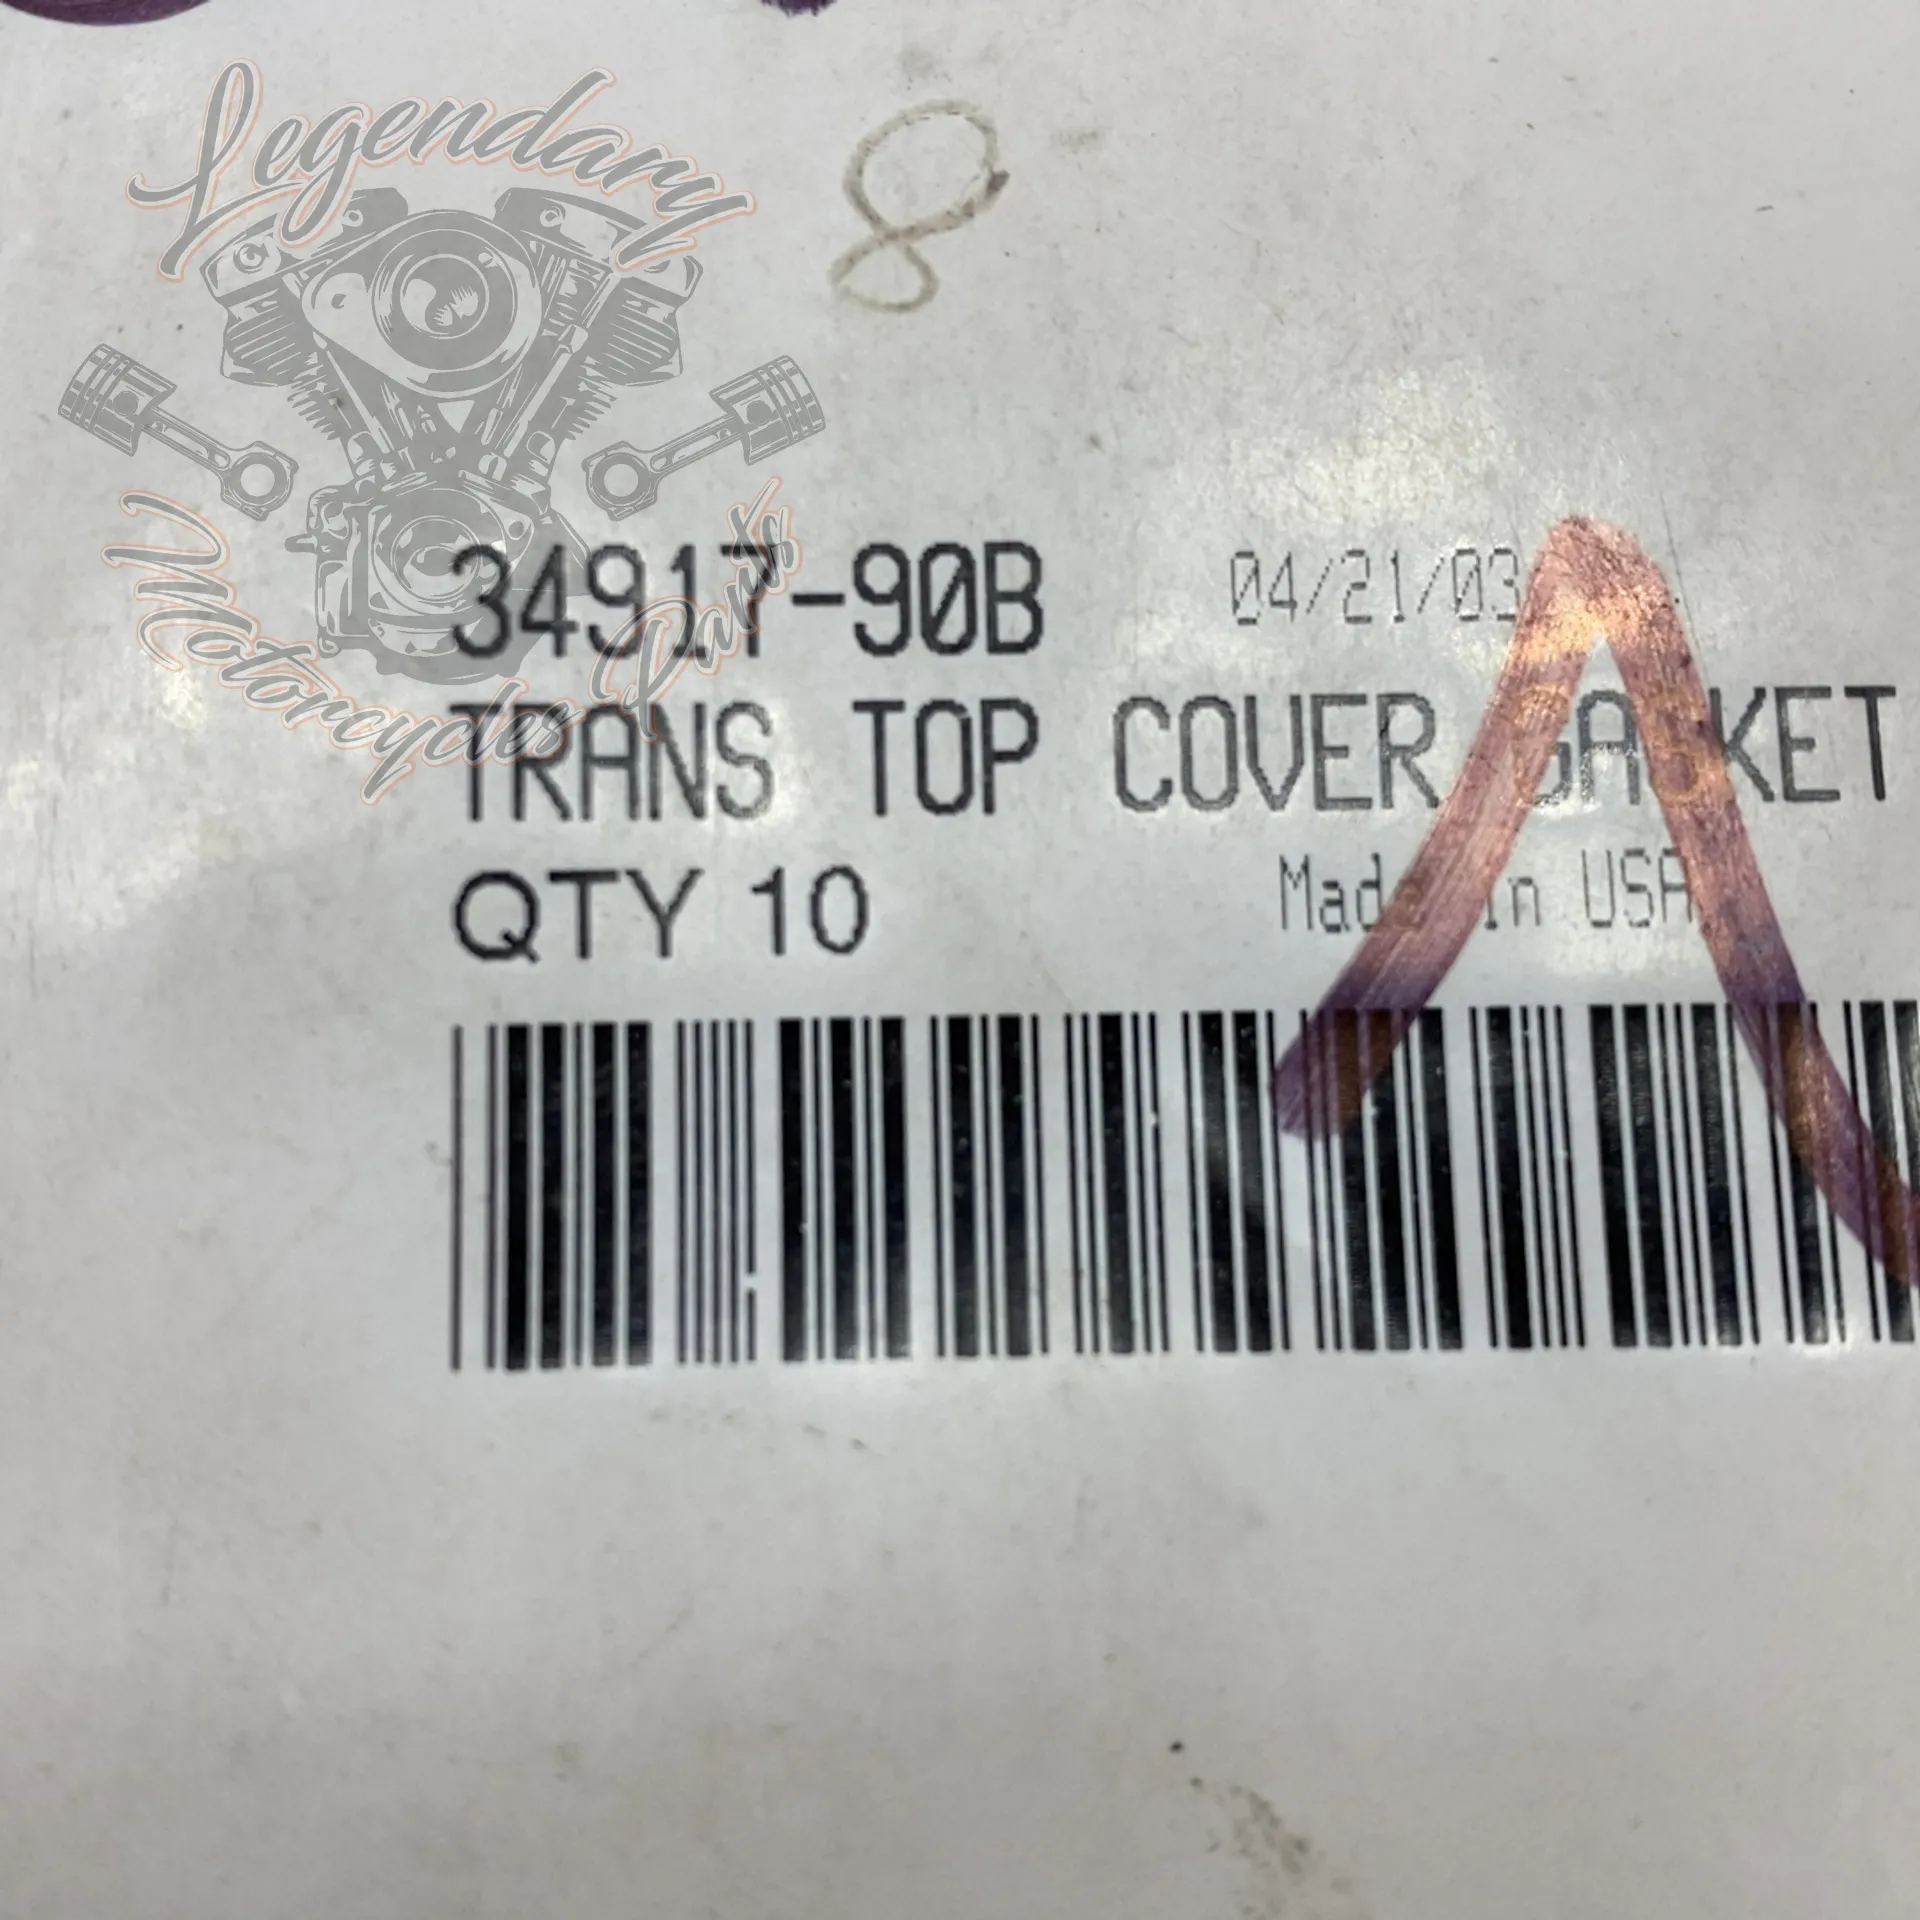 Legendary
8
Motorcycles Parts
34917-90B 04/21/03
TRANS TOP COVER GASKET
QTY 10 Made in USA